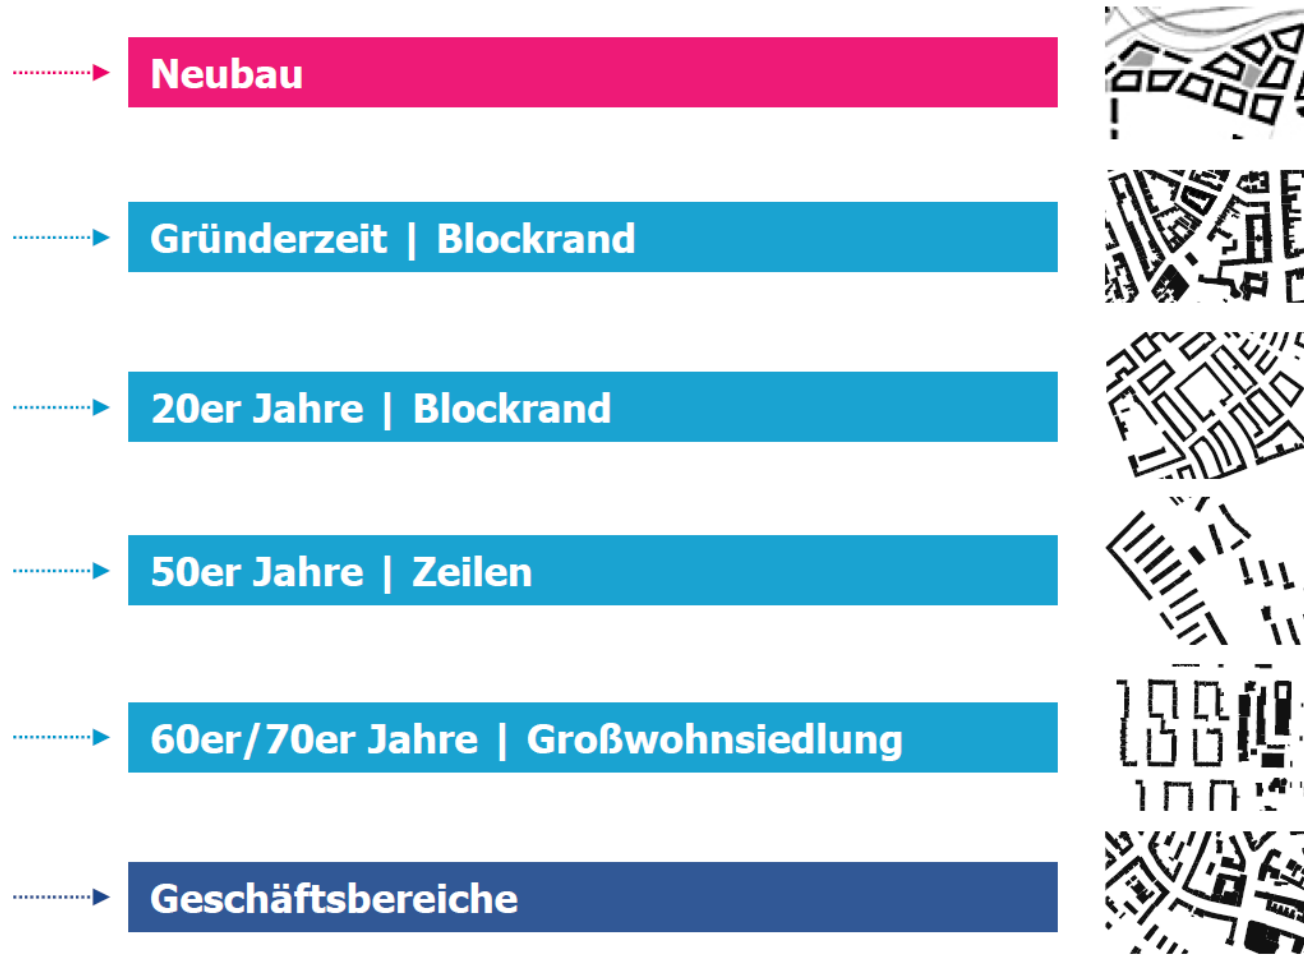 Neubau
Gründerzeit | Blockrand
20er Jahre | Blockrand
50er Jahre | Zeilen
60er/70er Jahre | Großwohnsiedlung
Geschäftsbereiche